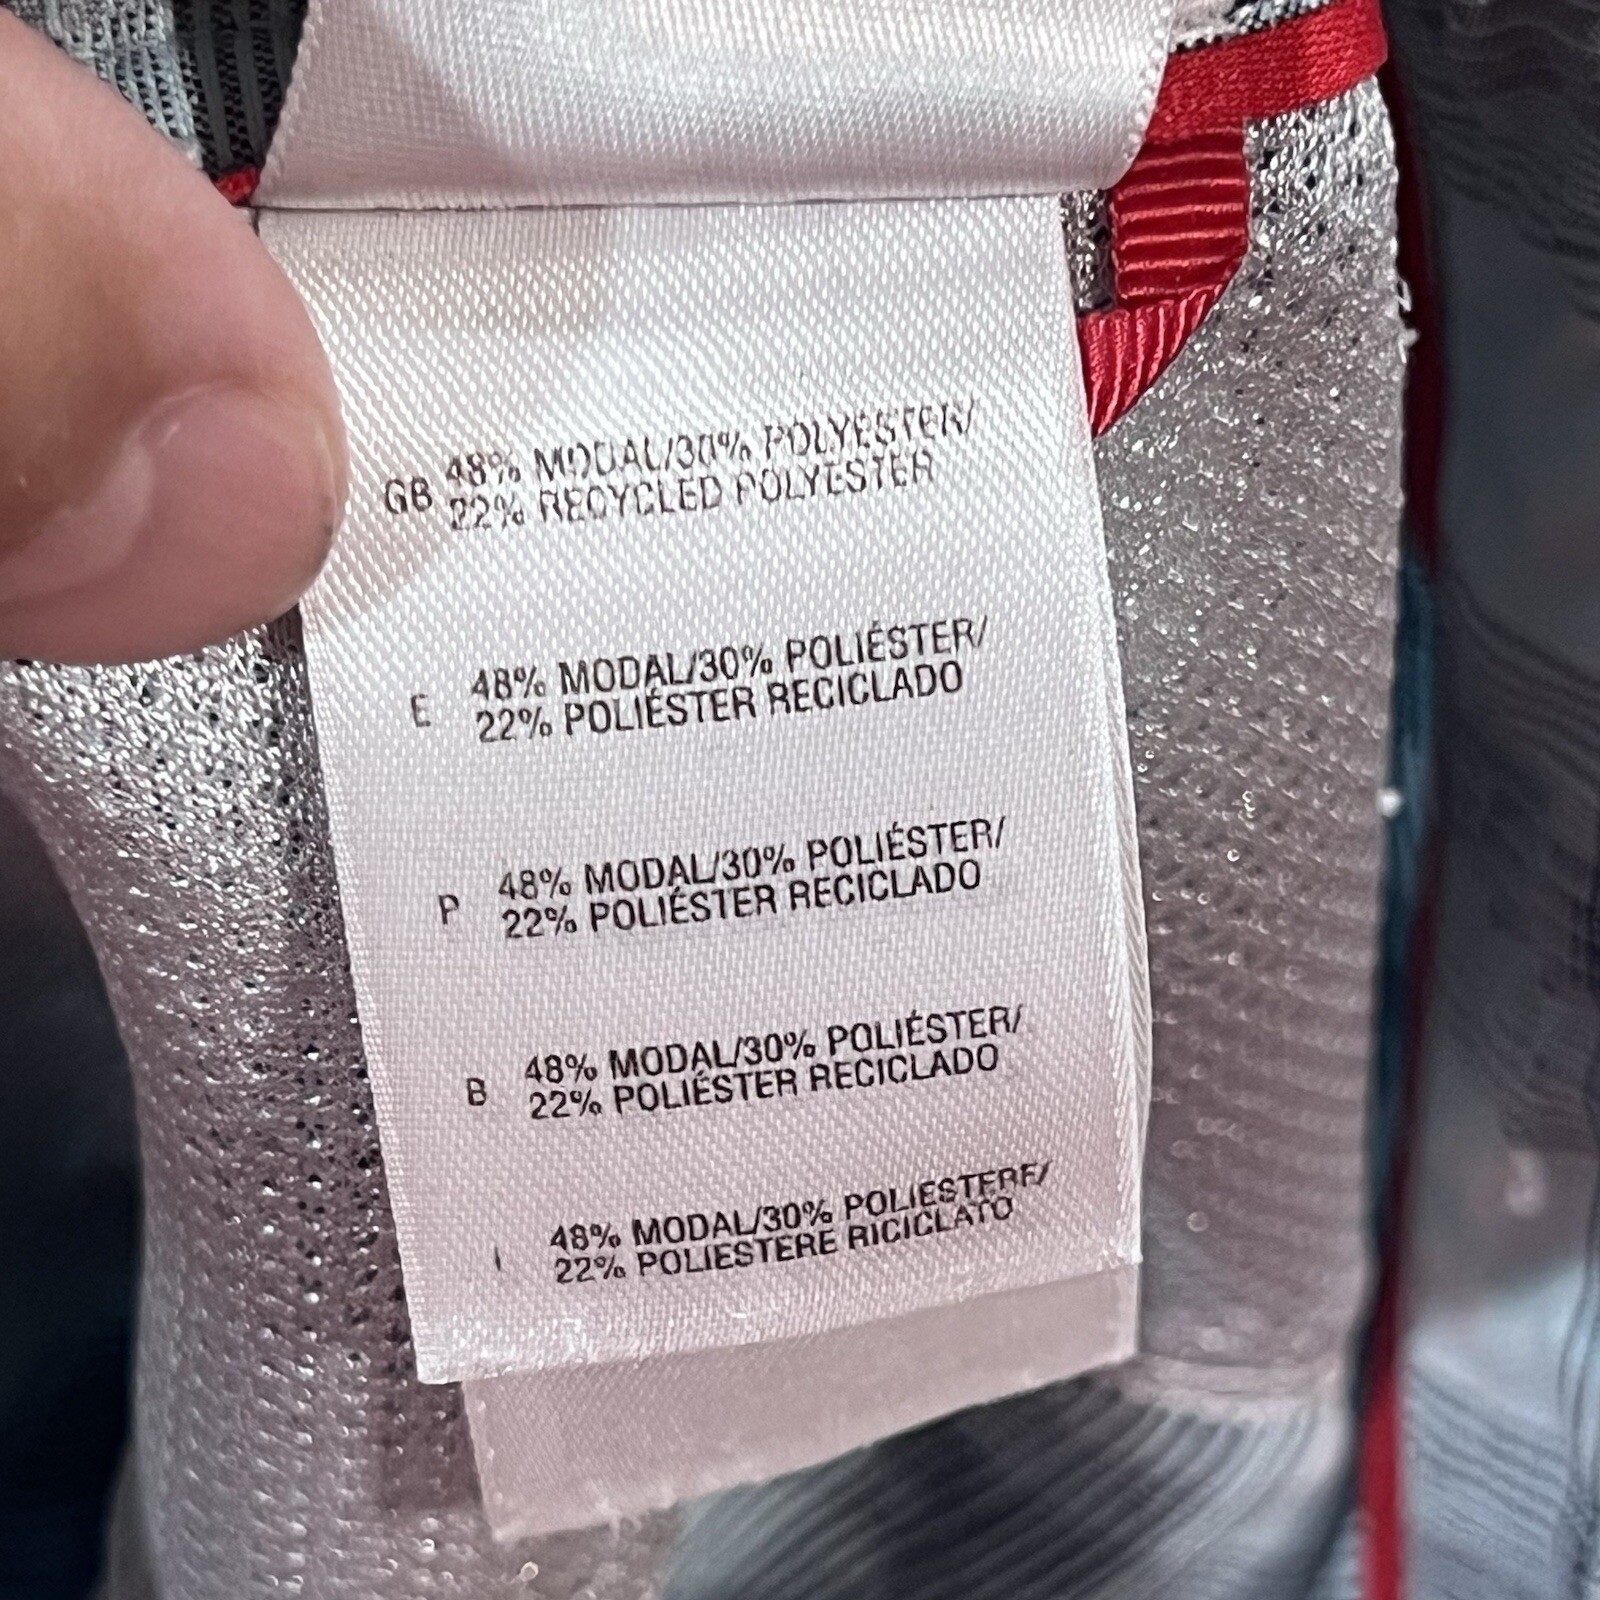 GB 48% MODAL/30% POLYESTER/
22% RECYCLED POLYESTER
E 48% MODAL/30% POLIÉSTER/
22% POLIÉSTER RECICLADO
P 48% MODAL/30% POLIÉSTER/
22% POLIÉSTER RECICLADO
B 48% MODAL/30% POLIÉSTER/
22% POLIÉSTER RECICLADO
I 48% MODAL/30% POLIESTERE/
22% POLIESTERE RICICLATO